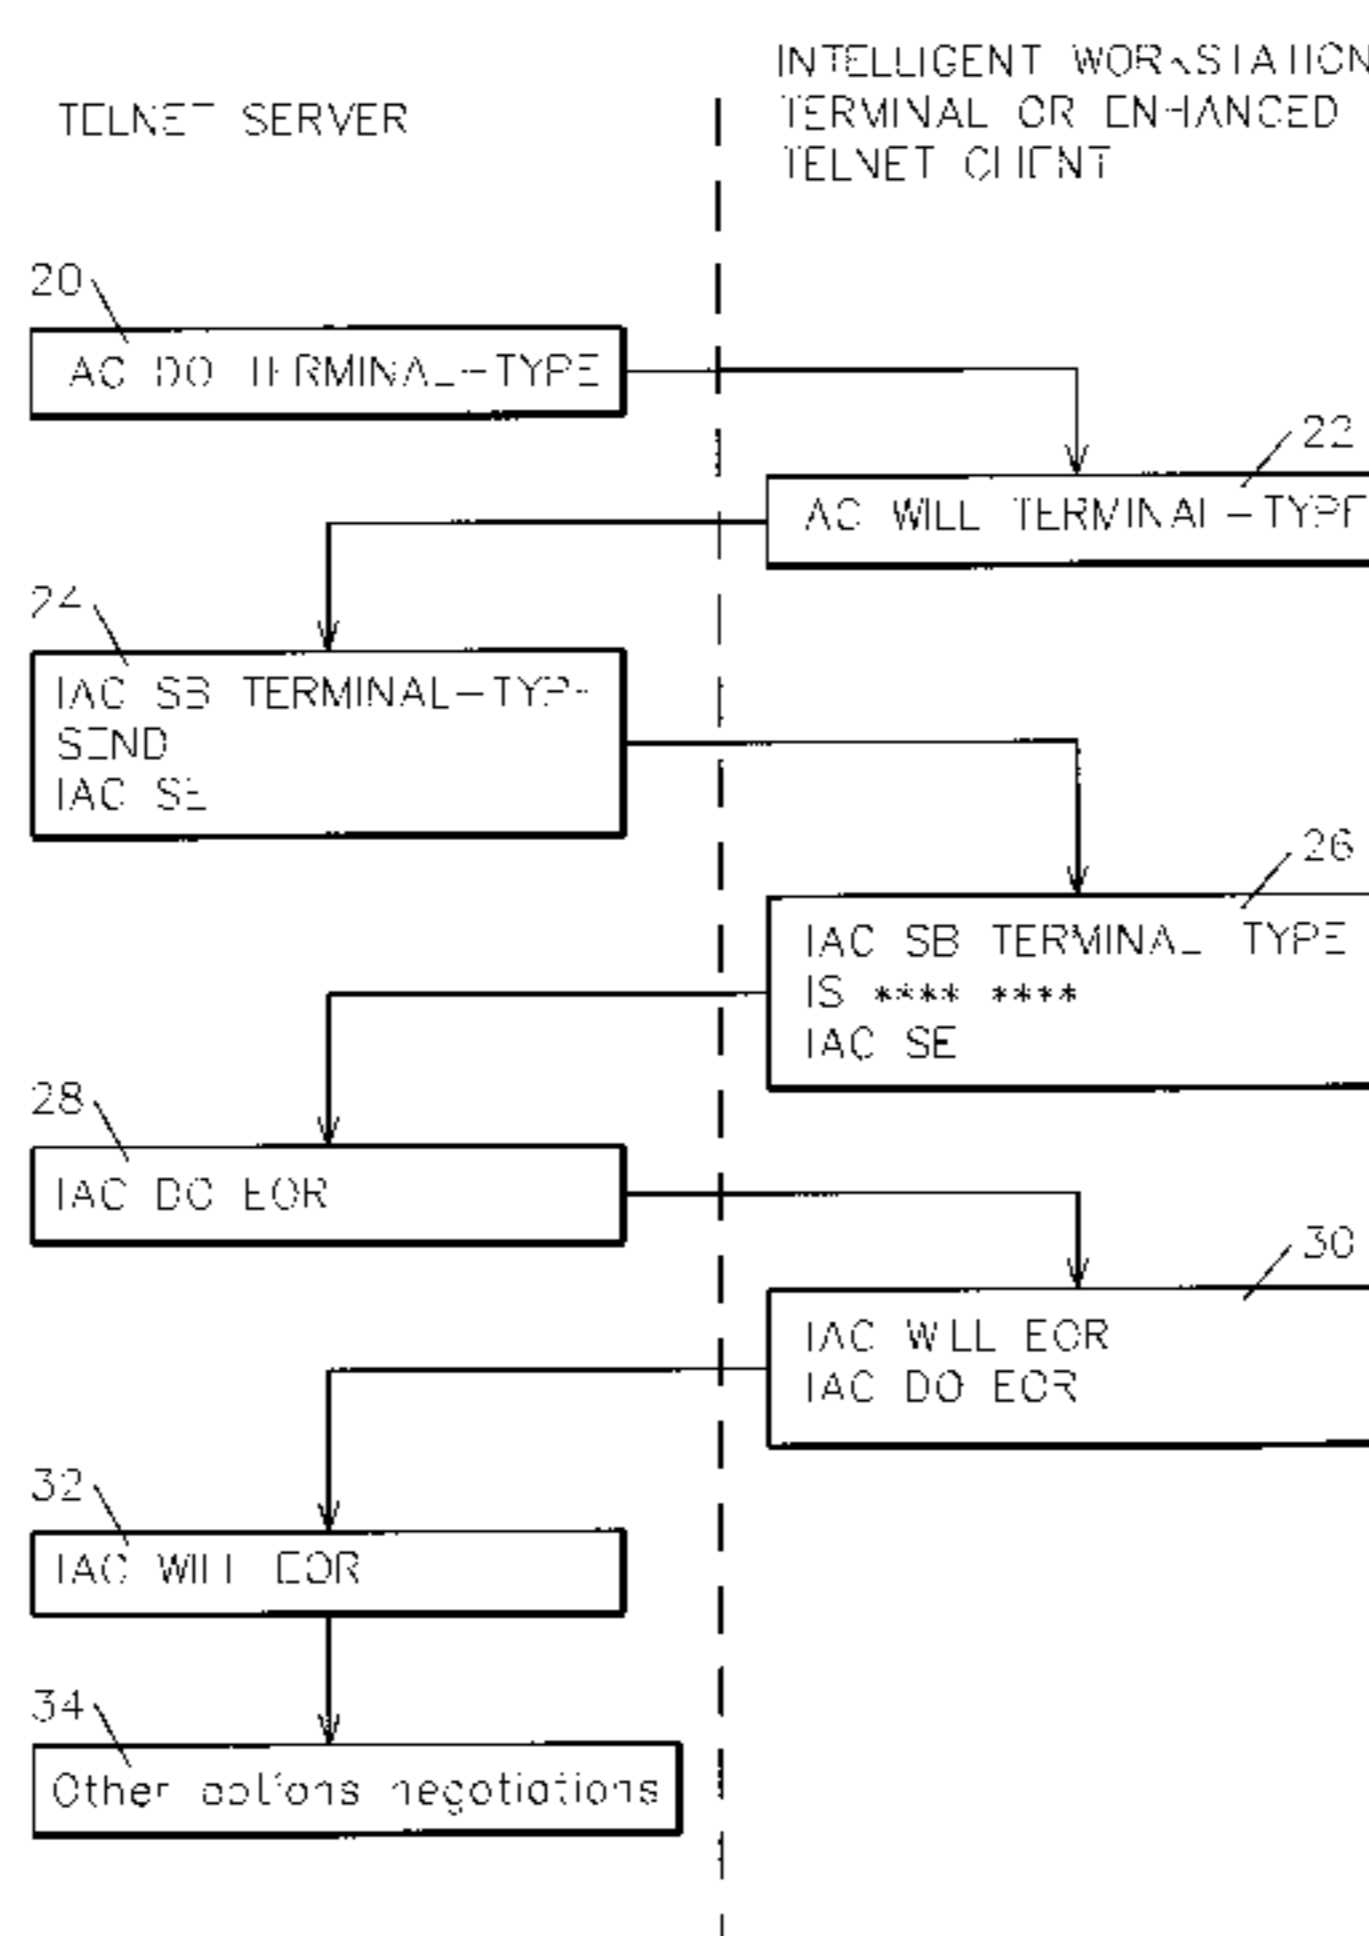 TELNET SERVER
INTELLIGENT WORKSTATION
TERMINAL OR ENHANCED
TELNET CLIENT
20
AC DO TERMINAL-TYPE
22
AC WILL TERMINAL-TYPE
24
IAC SB TERMINAL-TYPE
SEND
IAC SE
26
IAC SB TERMINAL TYPE
IS **** ****
IAC SE
28
IAC DO EOR
30
IAC WILL EOR
IAC DO EOR
32
IAC WILL EOR
34
Other options negotiations